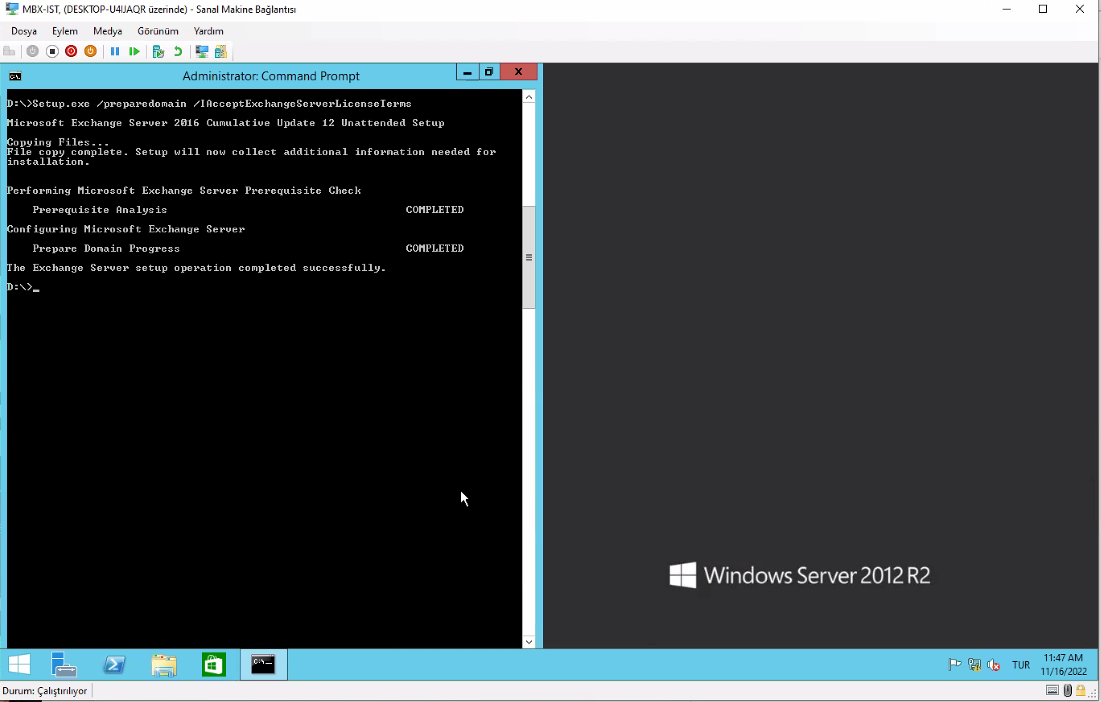 MBX-IST, (DESKTOP-U4IJAQR üzerinde) - Sanal Makine Bağlantısı
Dosya Eylem Medya Görünüm Yardım
Administrator: Command Prompt
D:\>Setup.exe /preparedomain /IAcceptExchangeServerLicenseTerms
Microsoft Exchange Server 2016 Cumulative Update 12 Unattended Setup
Copying Files...
File copy complete. Setup will now collect additional information needed for
installation.
Performing Microsoft Exchange Server Prerequisite Check
Prerequisite Analysis COMPLETED
Configuring Microsoft Exchange Server
Prepare Domain Progress COMPLETED
The Exchange Server setup operation completed successfully.
D:\>_
Windows Server 2012 R2
TUR
11:47 AM
11/16/2022
Durum: Çalıştırılıyor